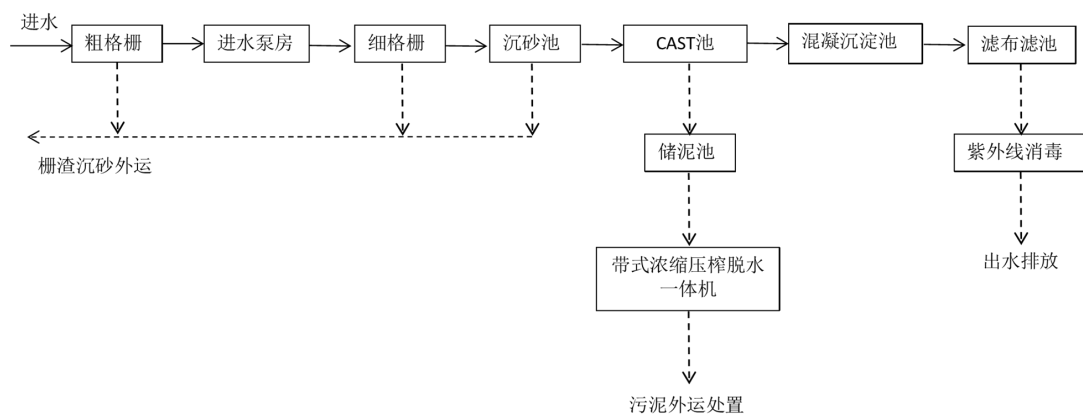 进水
粗格栅
进水泵房
细格栅
沉砂池
CAST池
混凝沉淀池
滤布滤池
栅渣沉砂外运
储泥池
紫外线消毒
带式浓缩压榨脱水
一体机
出水排放
污泥外运处置